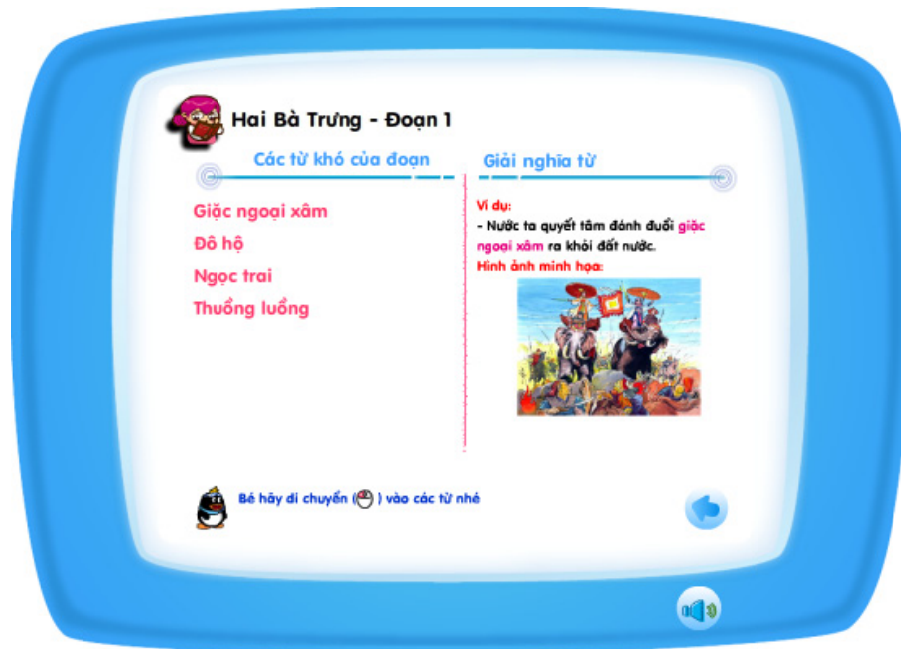 Hai Bà Trưng - Đoạn 1
Các từ khó của đoạn
Giặc ngoại xâm
Đô hộ
Ngọc trai
Thuồng luồng
Giải nghĩa từ
Ví dụ:
- Nước ta quyết tâm đánh đuổi giặc
ngoại xâm ra khỏi đất nước.
Hình ảnh minh họa:
Bé hãy di chuyển ( ) vào các từ nhé